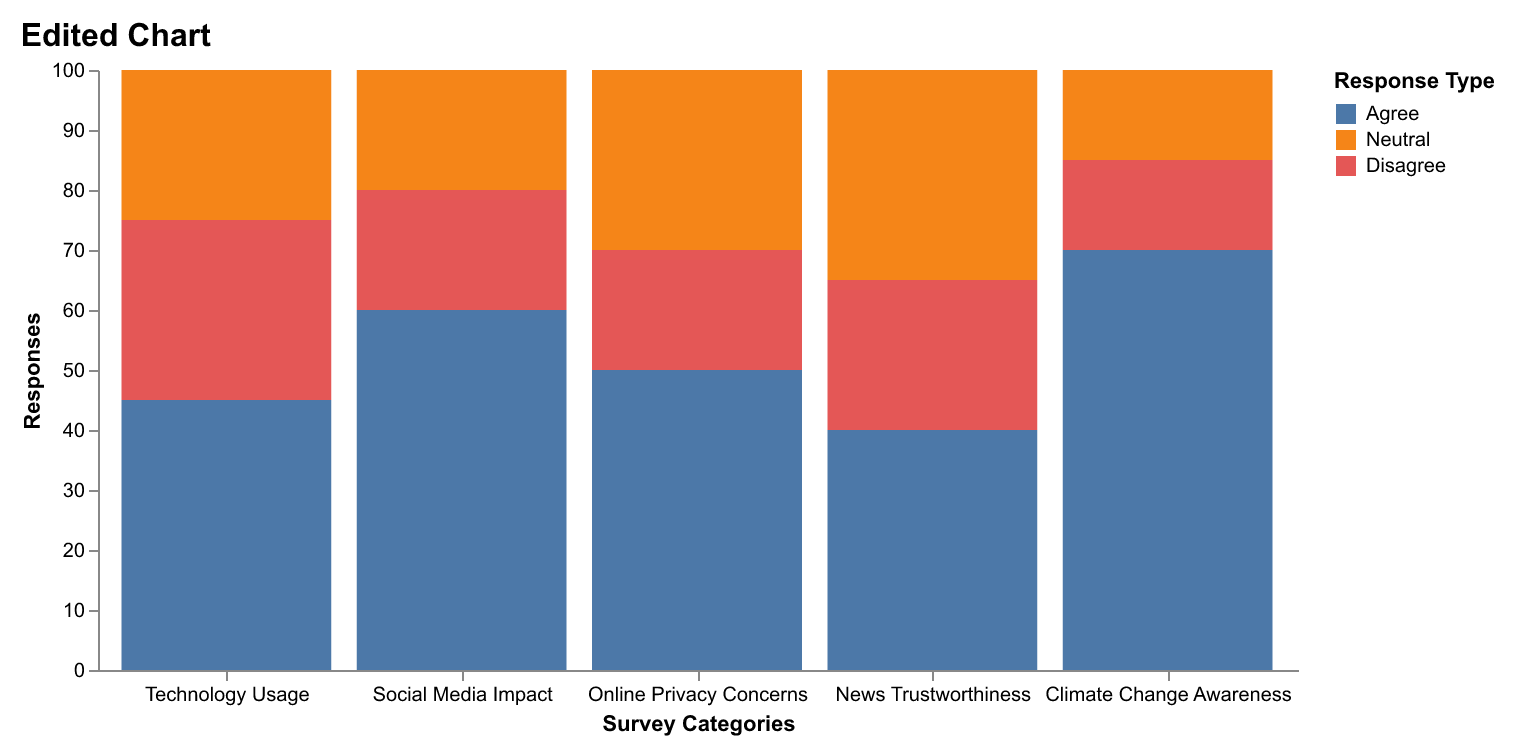 Edited Chart
100
90
80
70
60
50
40
30
20
10
0
Responses
Technology Usage
Social Media Impact
Online Privacy Concerns
News Trustworthiness
Climate Change Awareness
Survey Categories
Response Type
Agree
Neutral
Disagree